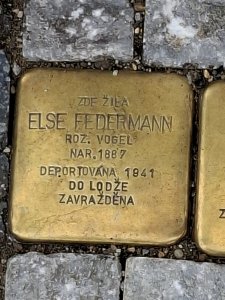 ZDE ŽILA
ELSE FEDERMANN
ROZ. VOGEL
NAR. 1887
DEPORTOVÁNA 1941
DO LODŽE
ZAVRAŽDĚNA